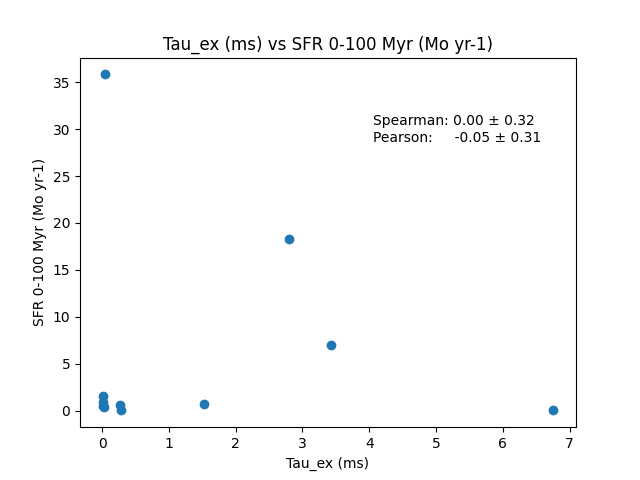 Tau_ex (ms) vs SFR 0-100 Myr (Mo yr-1)
35
30
25
20
15
10
5
0
SFR 0-100 Myr (Mo yr-1)
Spearman: 0.00 ± 0.32
Pearson: -0.05 ± 0.31
0 1 2 3 4 5 6 7
Tau_ex (ms)